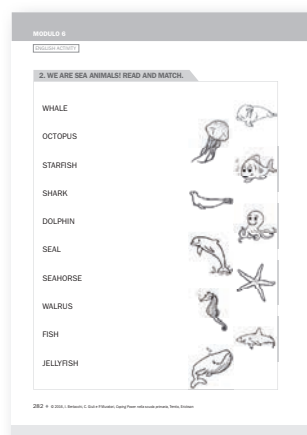 MODULO 6
ENGLISH ACTIVITY
2. WE ARE SEA ANIMALS! READ AND MATCH.
WHALE
OCTOPUS
STARFISH
SHARK
DOLPHIN
SEAL
SEAHORSE
WALRUS
FISH
JELLYFISH